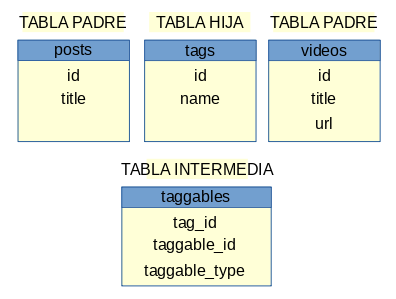 TABLA PADRE
TABLA HIJA
TABLA PADRE
posts
id
title
tags
id
name
videos
id
title
url
TABLA INTERMEDIA
taggables
tag_id
taggable_id
taggable_type